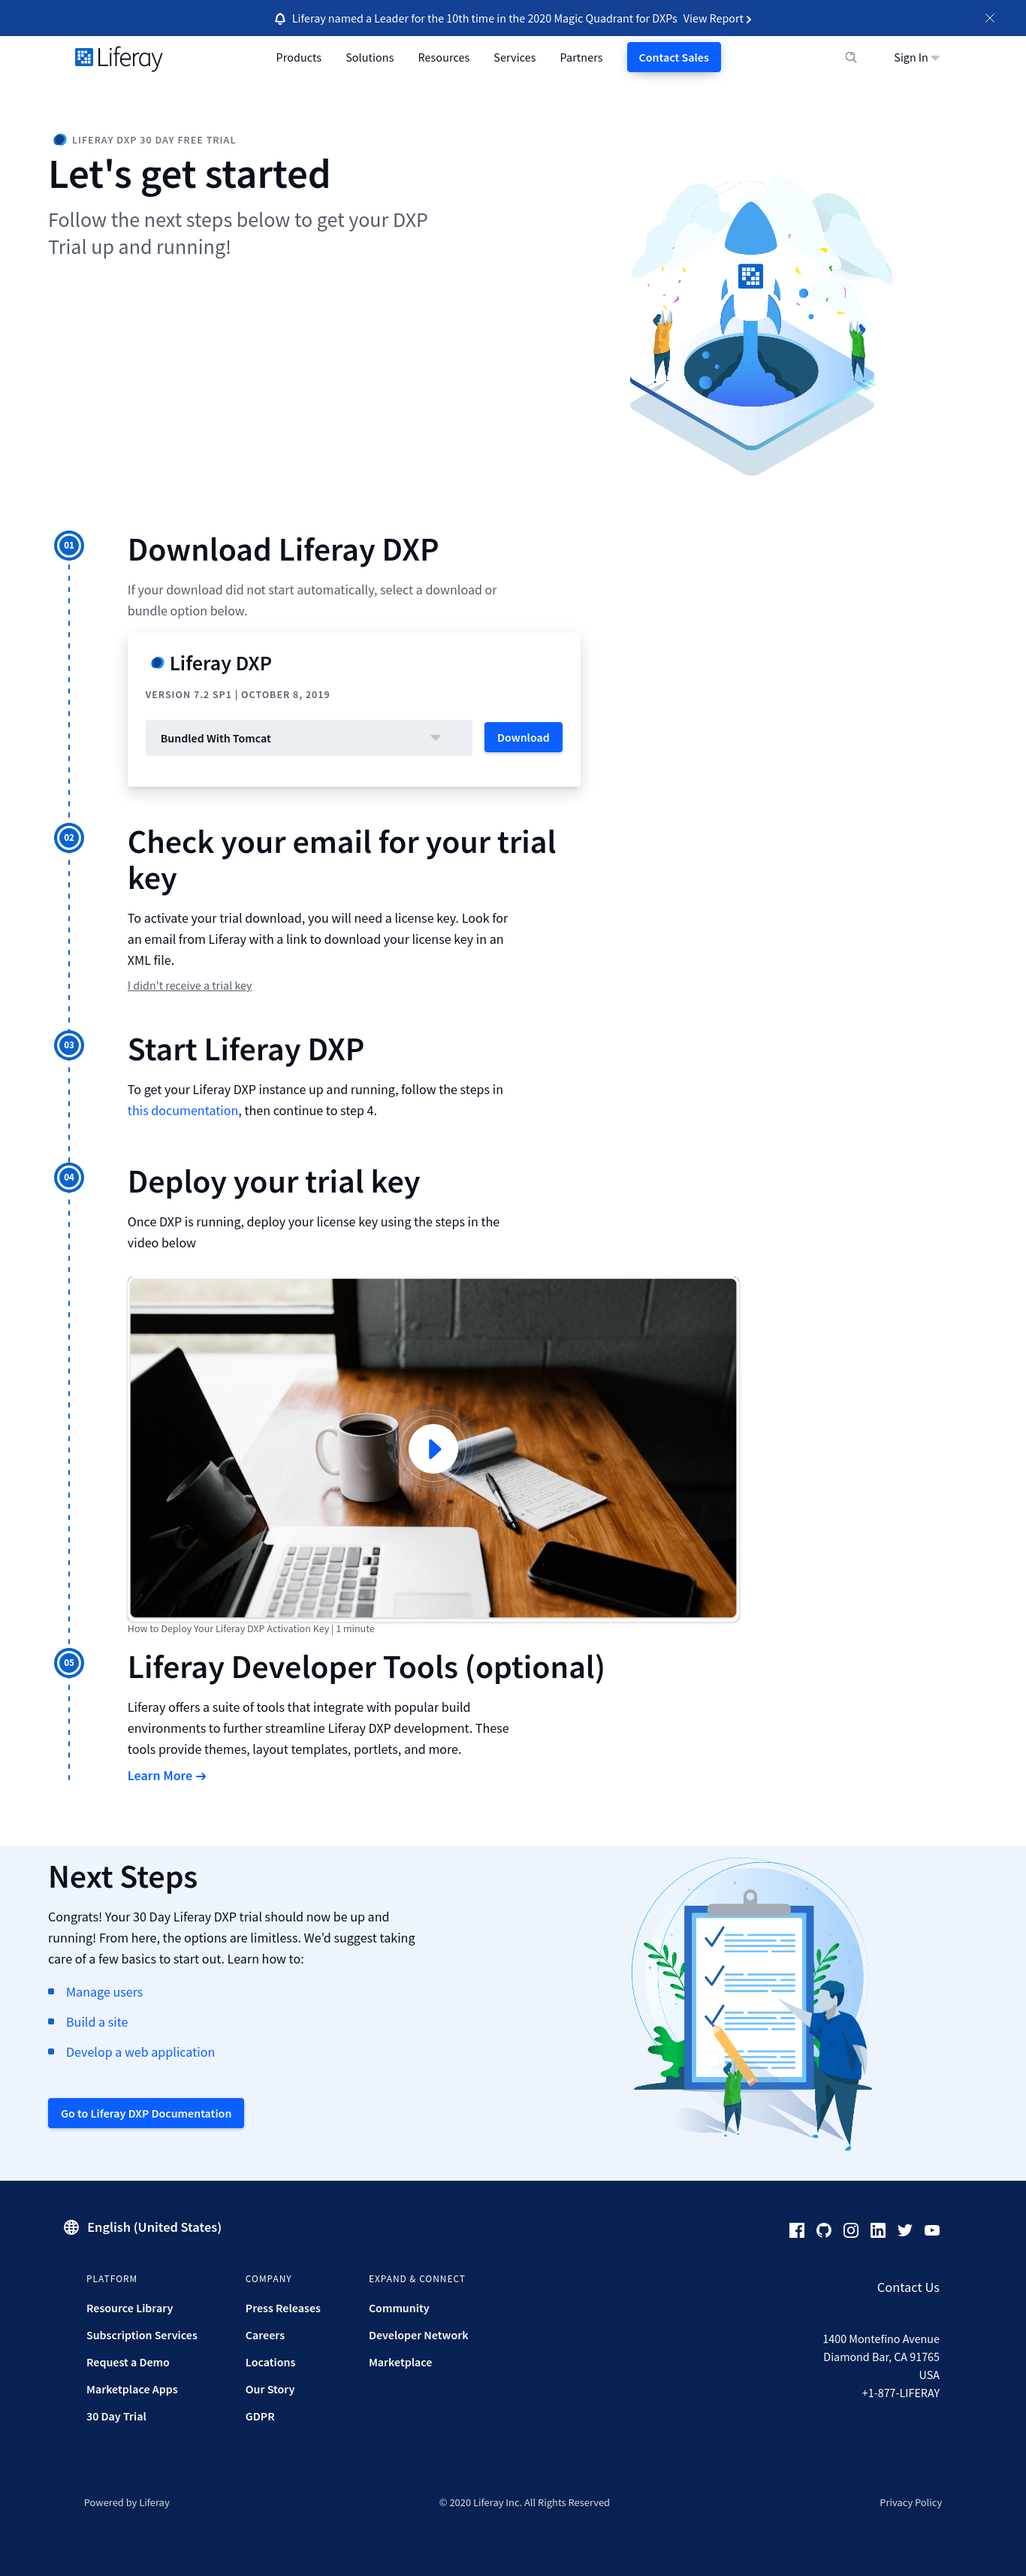 Liferay named a Leader for the 10th time in the 2020 Magic Quadrant for DXPs View Report
Liferay
Products Solutions Resources Services Partners Contact Sales Sign In
LIFERAY DXP 30 DAY FREE TRIAL
Let's get started
Follow the next steps below to get your DXP
Trial up and running!
01
Download Liferay DXP
If your download did not start automatically, select a download or
bundle option below.
Liferay DXP
VERSION 7.2 SP1 | OCTOBER 8, 2019
Bundled With Tomcat
Download
02
Check your email for your trial
key
To activate your trial download, you will need a license key. Look for
an email from Liferay with a link to download your license key in an
XML file.
I didn't receive a trial key
03
Start Liferay DXP
To get your Liferay DXP instance up and running, follow the steps in
this documentation, then continue to step 4.
04
Deploy your trial key
Once DXP is running, deploy your license key using the steps in the
video below
How to Deploy Your Liferay DXP Activation Key | 1 minute
05
Liferay Developer Tools (optional)
Liferay offers a suite of tools that integrate with popular build
environments to further streamline Liferay DXP development. These
tools provide themes, layout templates, portlets, and more.
Learn More →
Next Steps
Congrats! Your 30 Day Liferay DXP trial should now be up and
running! From here, the options are limitless. We’d suggest taking
care of a few basics to start out. Learn how to:
Manage users
Build a site
Develop a web application
Go to Liferay DXP Documentation
English (United States)
PLATFORM
Resource Library
Subscription Services
Request a Demo
Marketplace Apps
30 Day Trial
COMPANY
Press Releases
Careers
Locations
Our Story
GDPR
EXPAND & CONNECT
Community
Developer Network
Marketplace
Contact Us
1400 Montefino Avenue
Diamond Bar, CA 91765
USA
+1-877-LIFERAY
Powered by Liferay
© 2020 Liferay Inc. All Rights Reserved
Privacy Policy